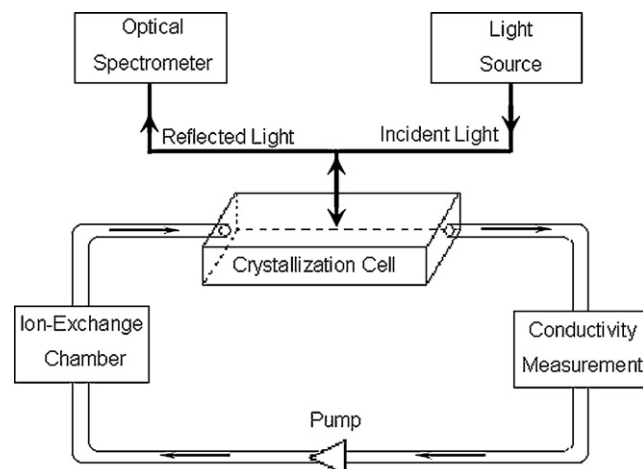 Optical
Spectrometer
Light
Source
Reflected Light
Incident Light
Crystallization Cell
Ion-Exchange
Chamber
Conductivity
Measurement
Pump